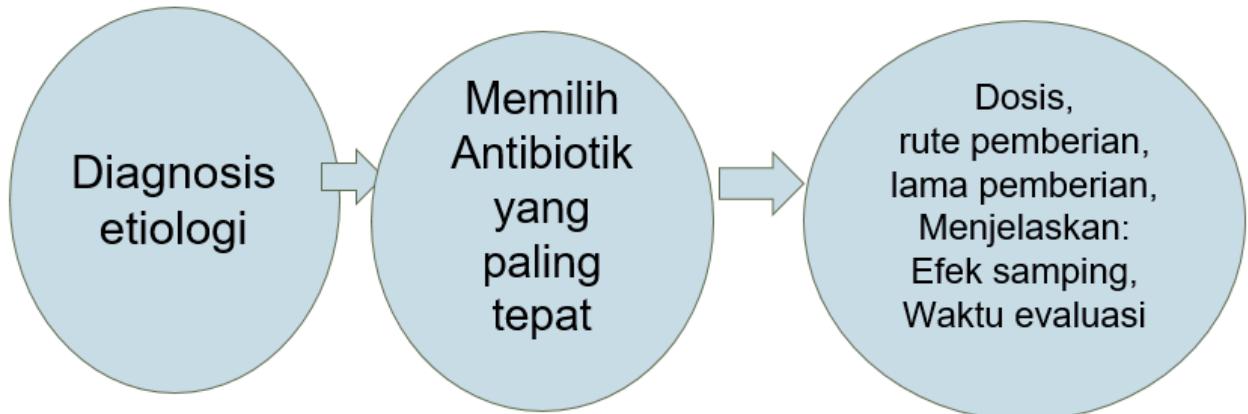 Diagnosis
etiologi
Memilih
Antibiotik
yang
paling
tepat
Dosis,
rute pemberian,
lama pemberian,
Menjelaskan:
Efek samping,
Waktu evaluasi